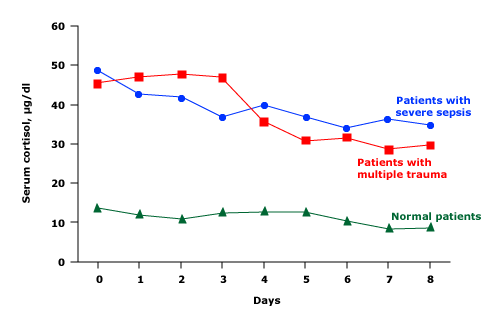 60
50
40
30
20
10
0
Serum cortisol, µg/dl
Patients with
severe sepsis
Patients with
multiple trauma
Normal patients
0 1 2 3 4 5 6 7 8
Days